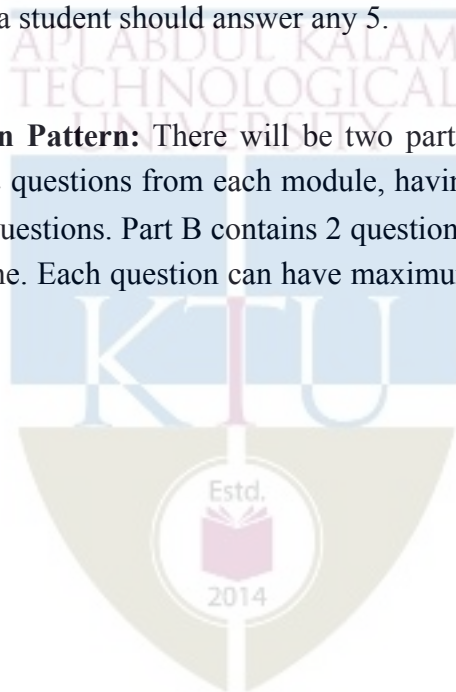 a student should answer any 5.
APJ ABDUL KALAM
TECHNOLOGICAL
UNIVERSITY
n Pattern: There will be two part
questions from each module, havin
uestions. Part B contains 2 question
ne. Each question can have maximu
KTU
Estd.
2014